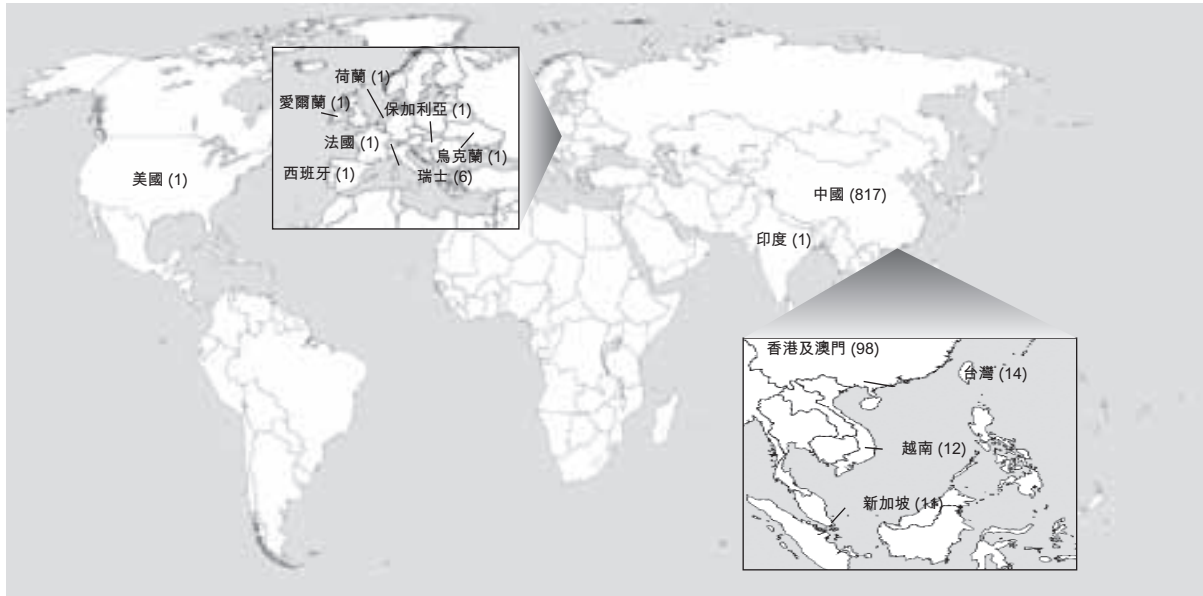 荷蘭 (1)
愛爾蘭 (1)
保加利亞 (1)
法國 (1)
烏克蘭 (1)
西班牙 (1)
瑞士 (6)
美國 (1)
中國 (817)
印度 (1)
香港及澳門 (98)
台灣 (14)
越南 (12)
新加坡 (11)